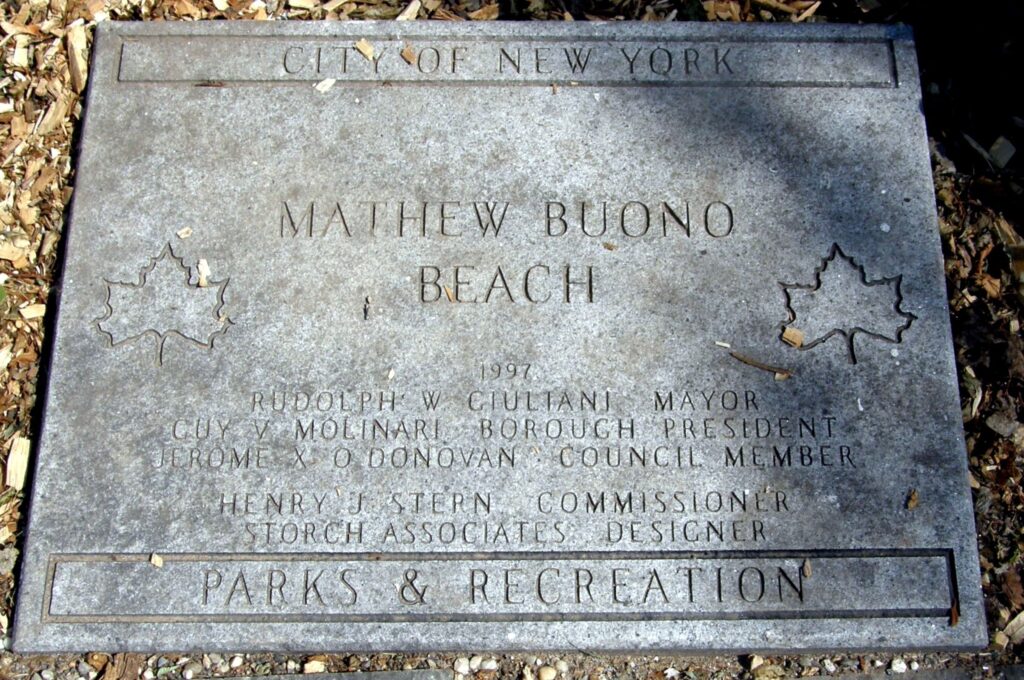 CITY OF NEW YORK
MATHEW BUONO
BEACH
1997
RUDOLPH W GIULIANI MAYOR
GUY V MOLINARI BOROUGH PRESIDENT
JEROME X O DONOVAN COUNCIL MEMBER
HENRY J STERN COMMISSIONER
STORCH ASSOCIATES DESIGNER
PARKS & RECREATION